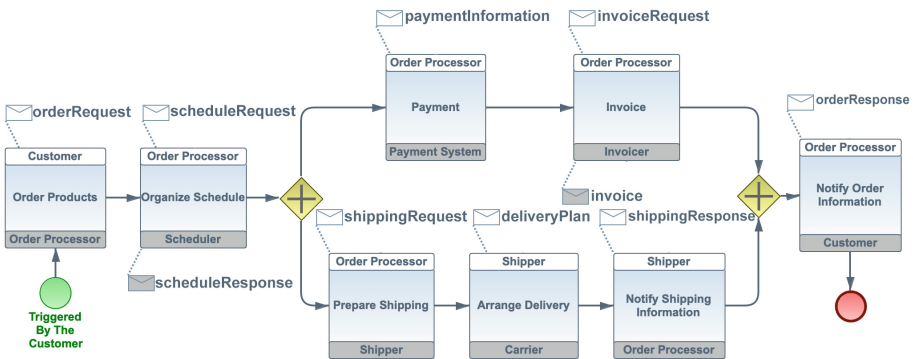 paymentInformation
invoiceRequest
Order Processor
Payment
Payment System
Order Processor
Invoice
Invoicer
invoice
orderRequest
scheduleRequest
orderResponse
Customer
Order Products
Order Processor
Order Processor
Organize Schedule
Scheduler
scheduleResponse
Order Processor
Notify Order
Information
Customer
shippingRequest
deliveryPlan
shippingResponse
Order Processor
Prepare Shipping
Shipper
Shipper
Arrange Delivery
Carrier
Shipper
Notify Shipping
Information
Order Processor
Triggered
By The
Customer